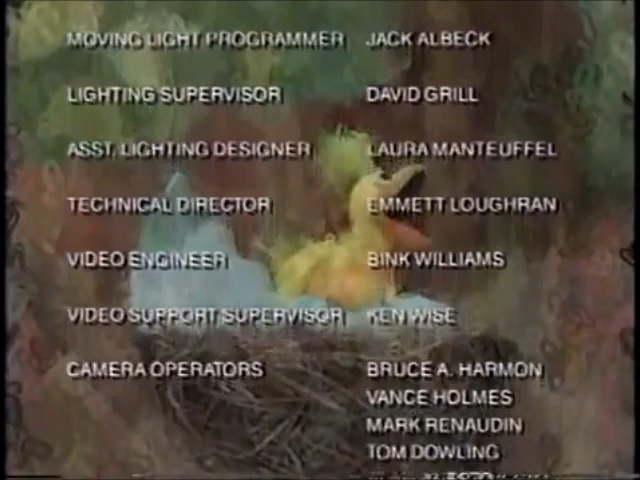 MOVING LIGHT PROGRAMMER JACK ALBECK
LIGHTING SUPERVISOR DAVID GRILL
ASST. LIGHTING DESIGNER LAURA MANTEUFFEL
TECHNICAL DIRECTOR EMMETT LOUGHRAN
VIDEO ENGINEER BINK WILLIAMS
VIDEO SUPPORT SUPERVISOR KEN WISE
CAMERA OPERATORS BRUCE A. HARMON
VANCE HOLMES
MARK RENAUDIN
TOM DOWLING